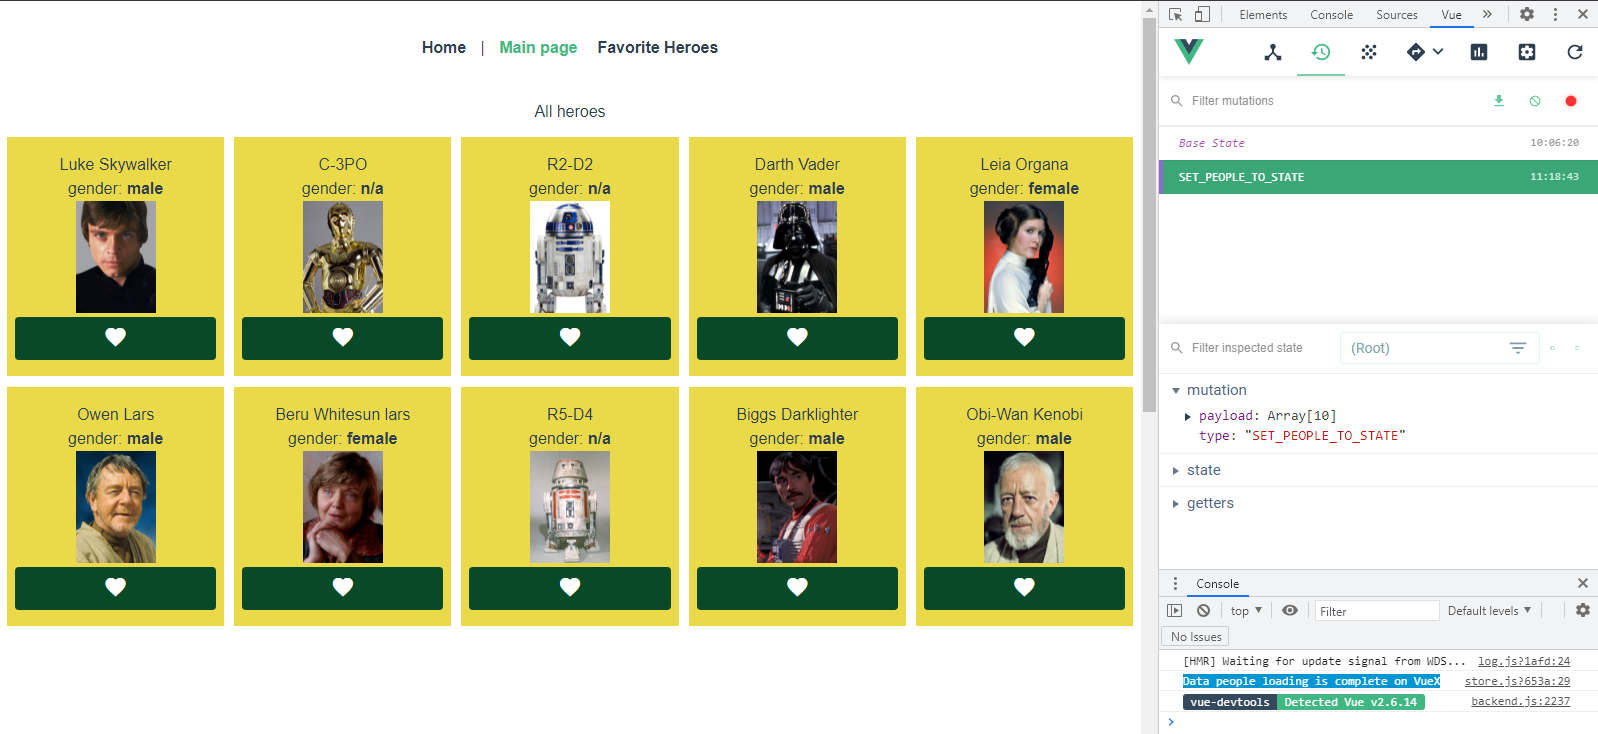 Home | Main page Favorite Heroes
All heroes
Luke Skywalker
gender: male
C-3PO
gender: n/a
R2-D2
gender: n/a
Darth Vader
gender: male
Leia Organa
gender: female
Owen Lars
gender: male
Beru Whitesun lars
gender: female
R5-D4
gender: n/a
Biggs Darklighter
gender: male
Obi-Wan Kenobi
gender: male
Elements Console Sources Vue
Filter mutations
Base State 10:06:20
SET_PEOPLE_TO_STATE 11:18:43
Filter inspected state (Root)
mutation
payload: Array[10]
type: "SET_PEOPLE_TO_STATE"
state
getters
Console
top Filter Default levels
No Issues
[HMR] Waiting for update signal from WDS... log.js?1afd:24
Data people loading is complete on VueX store.js?653a:29
vue-devtools Detected Vue v2.6.14 backend.js:2237